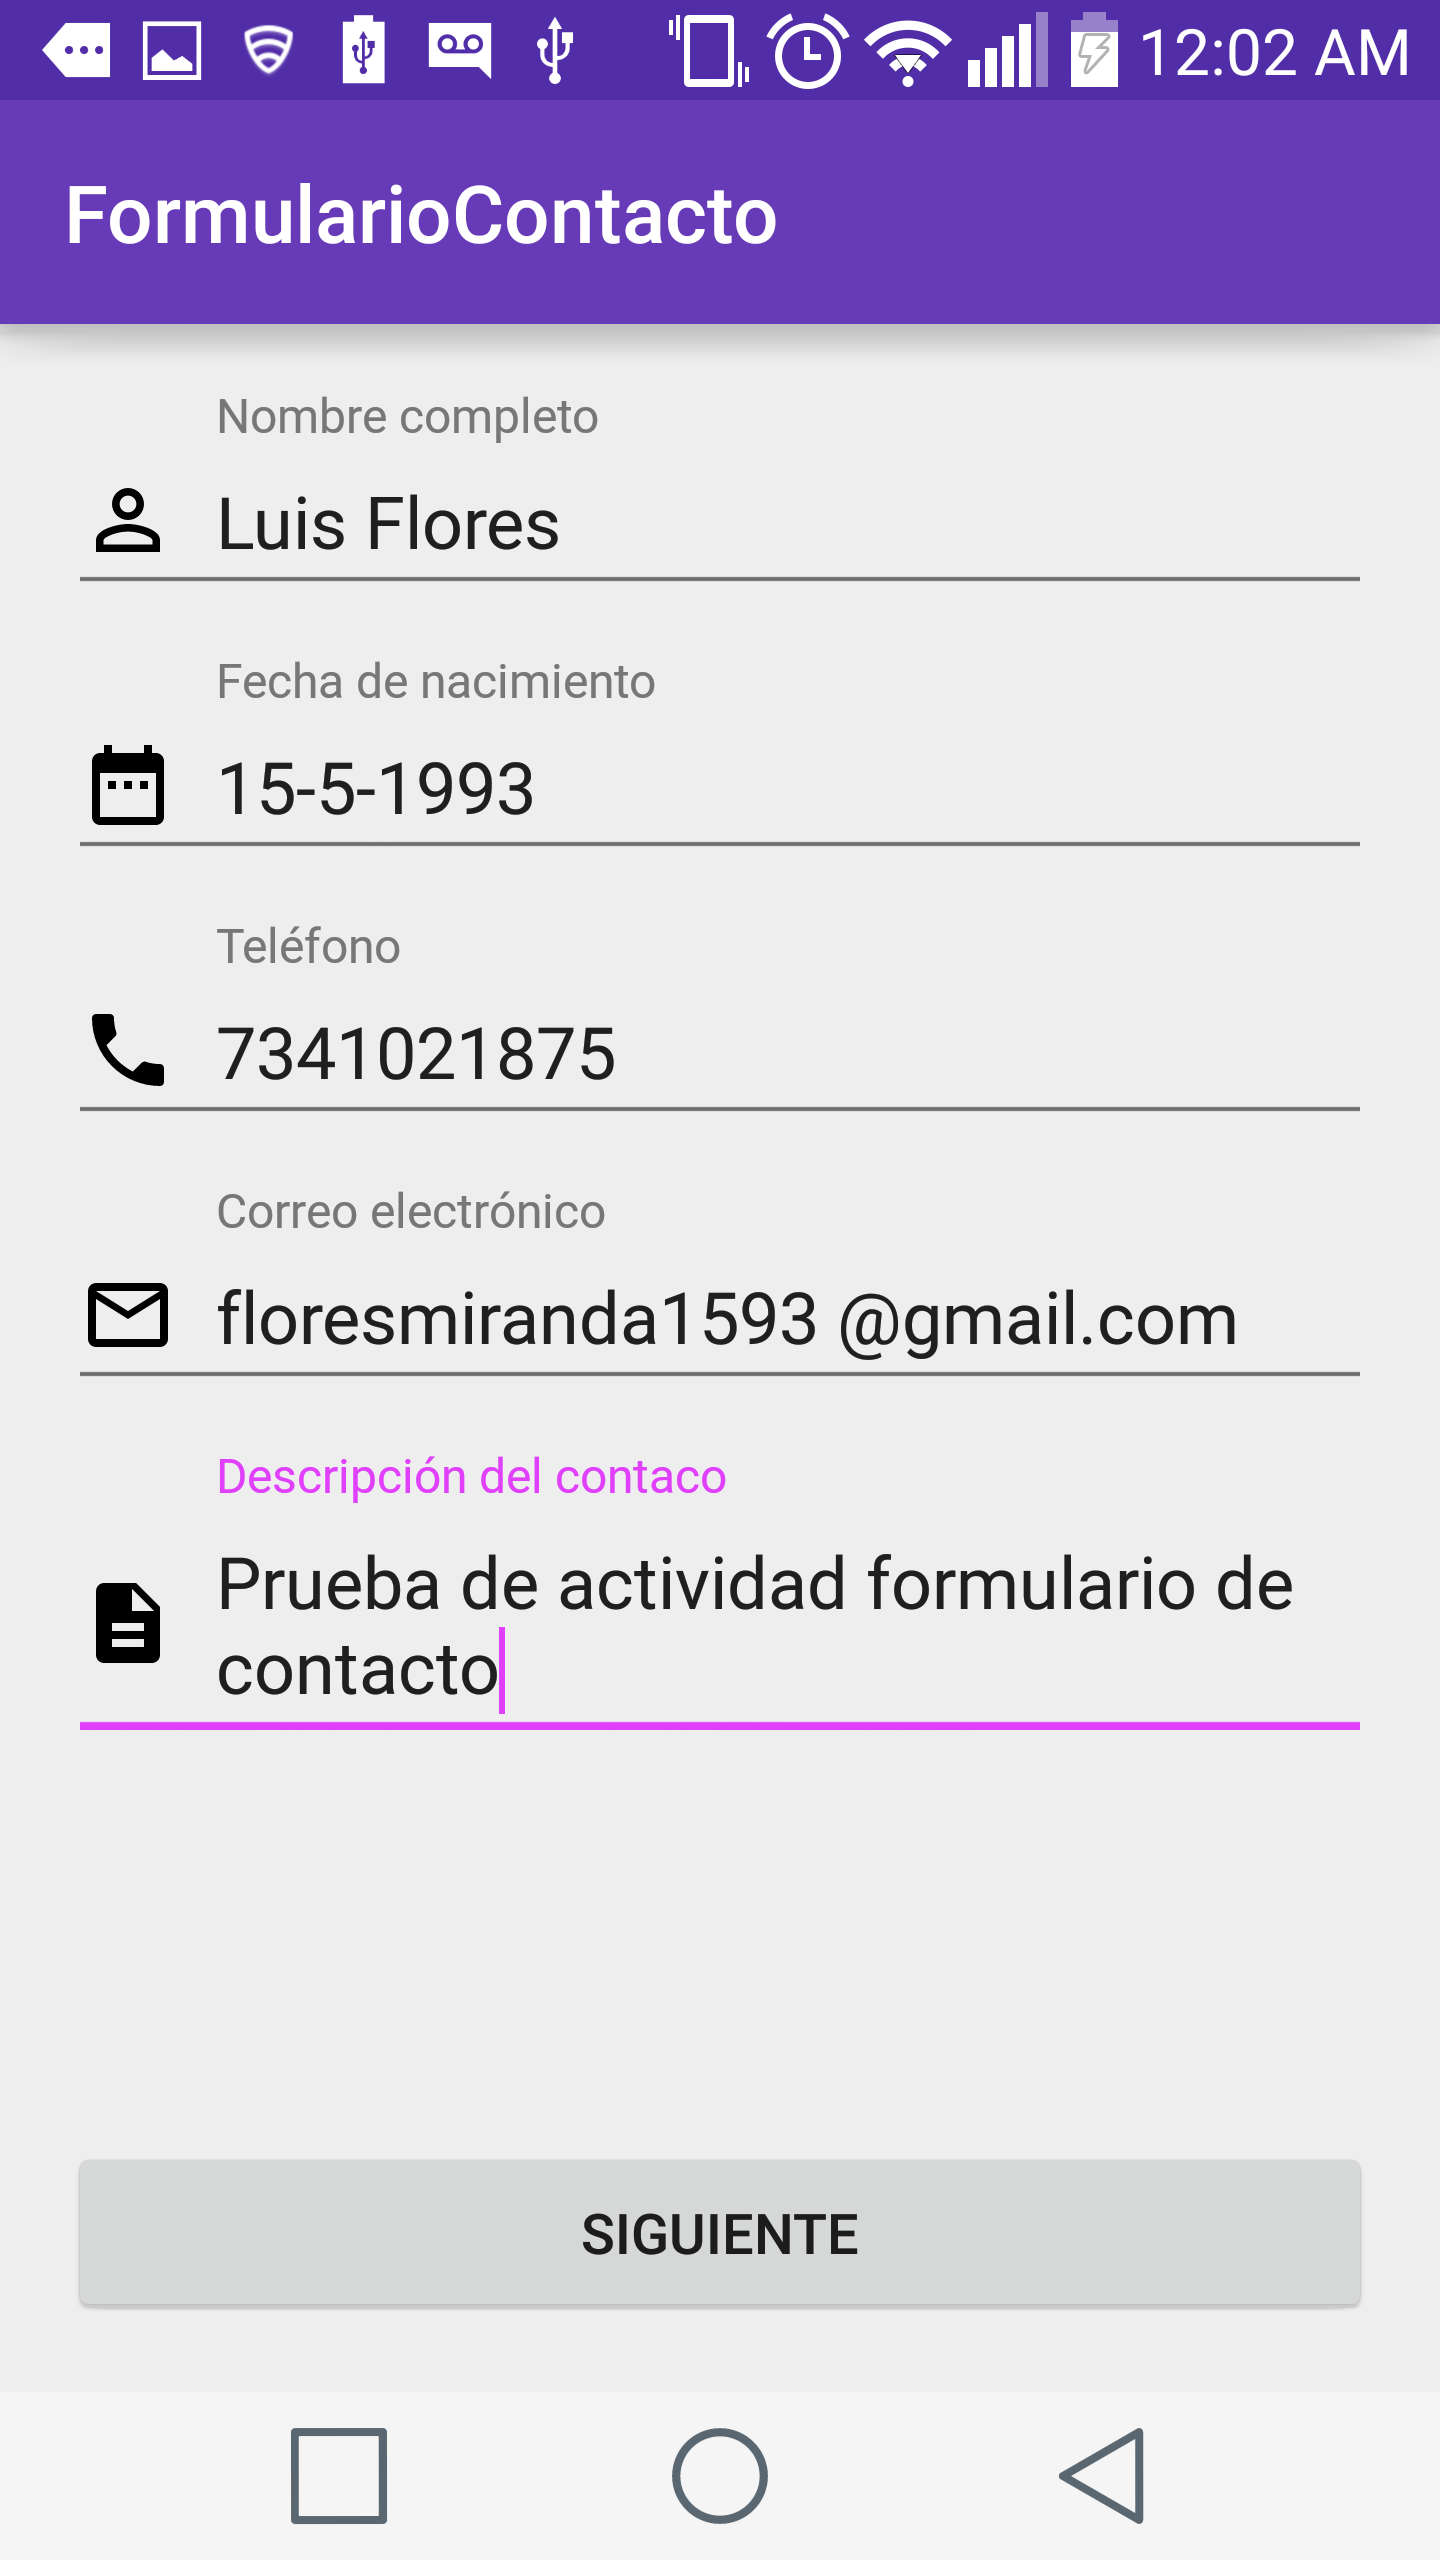 12:02 AM
FormularioContacto
Nombre completo
Luis Flores
Fecha de nacimiento
15-5-1993
Teléfono
7341021875
Correo electrónico
floresmiranda1593 @gmail.com
Descripción del contaco
Prueba de actividad formulario de
contacto
SIGUIENTE